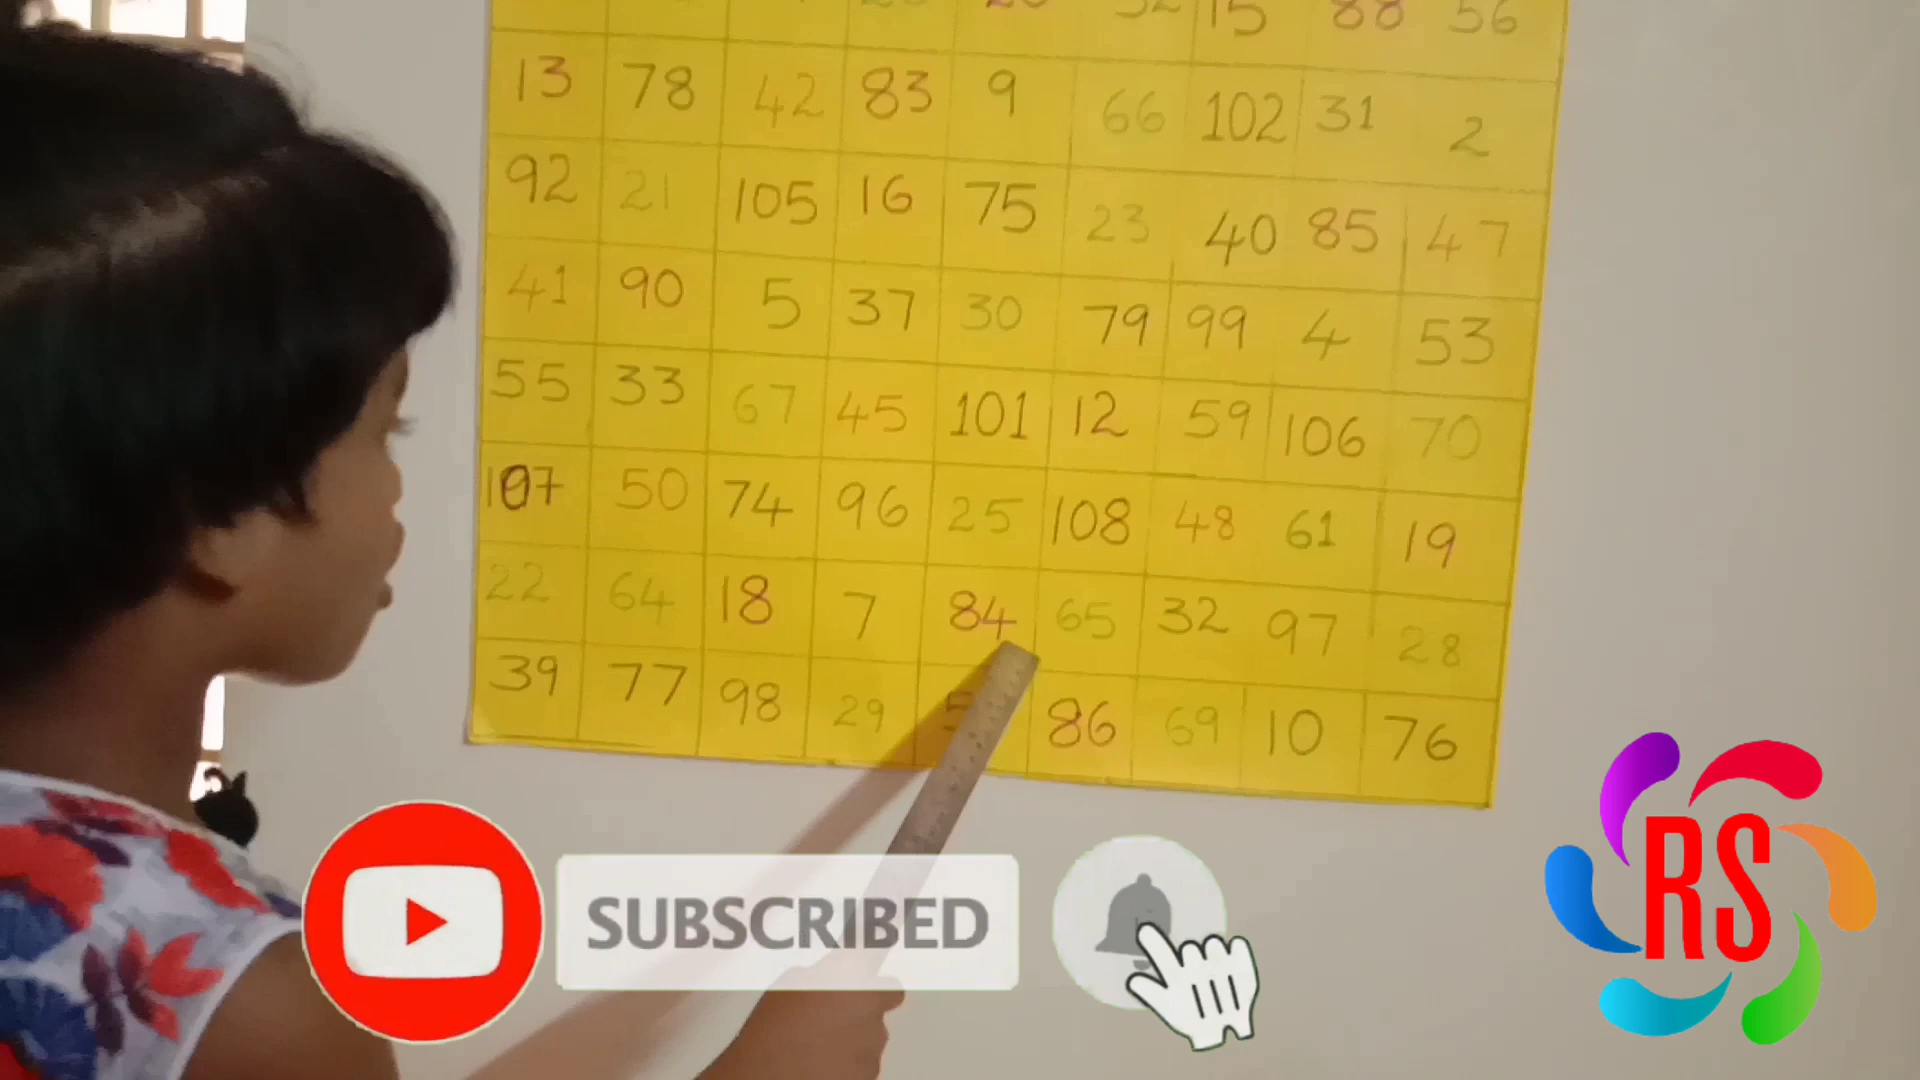 15 88 56
13 78 42 83 9 66 102 31 2
92 21 105 16 75 23 40 85 47
41 90 5 37 30 79 99 4 53
55 33 67 45 101 12 59 106 70
107 50 74 96 25 108 48 61 19
22 64 18 7 84 65 32 97 28
39 77 98 29 86 69 10 76
SUBSCRIBED
RS